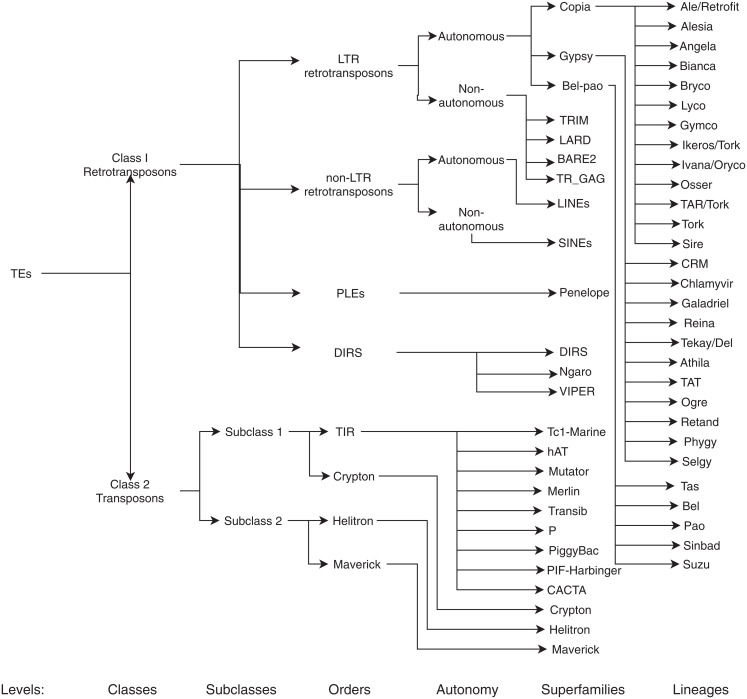 TEs
Class I
Retrotransposons
Class 2
Transposons
Subclass 1
Subclass 2
LTR
retrotransposons
non-LTR
retrotransposons
PLEs
DIRS
TIR
Crypton
Helitron
Maverick
Autonomous
Non-
autonomous
Autonomous
Non-
autonomous
Copia
Gypsy
Bel-pao
TRIM
LARD
BARE2
TR_GAG
LINEs
SINEs
Penelope
DIRS
Ngaro
VIPER
Tc1-Marine
hAT
Mutator
Merlin
Transib
P
PiggyBac
PIF-Harbinger
CACTA
Crypton
Helitron
Maverick
Ale/Retrofit
Alesia
Angela
Bianca
Bryco
Lyco
Gymco
Ikeros/Tork
Ivana/Oryco
Osser
TAR/Tork
Tork
Sire
CRM
Chlamyvir
Galadriel
Reina
Tekay/Del
Athila
TAT
Ogre
Retand
Phygy
Selgy
Tas
Bel
Pao
Sinbad
Suzu
Levels: Classes Subclasses Orders Autonomy Superfamilies Lineages